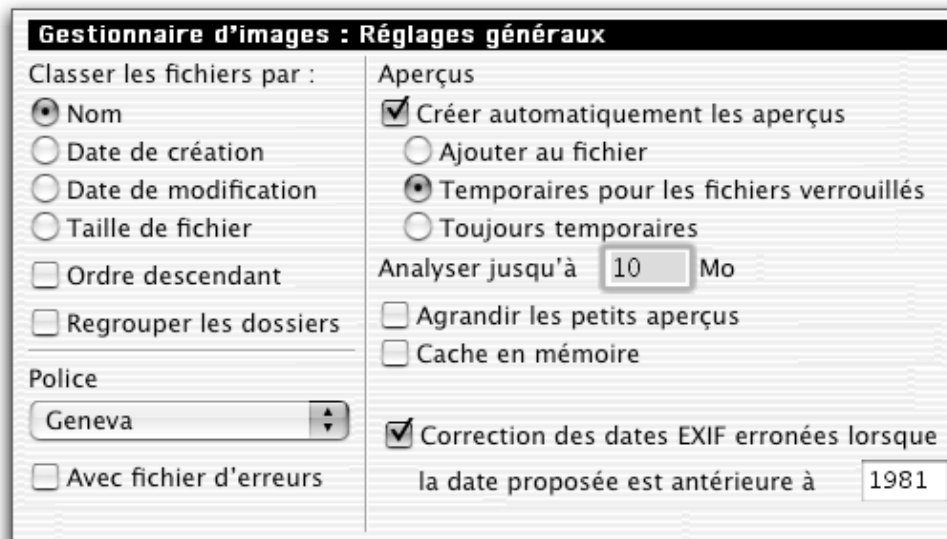 Gestionnaire d'images : Réglages généraux
Classer les fichiers par :
Nom
Date de création
Date de modification
Taille de fichier
Ordre descendant
Regrouper les dossiers
Police
Geneva
Avec fichier d'erreurs
Aperçus
Créer automatiquement les aperçus
Ajouter au fichier
Temporaires pour les fichiers verrouillés
Toujours temporaires
Analyser jusqu'à 10 Mo
Agrandir les petits aperçus
Cache en mémoire
Correction des dates EXIF erronées lorsque
la date proposée est antérieure à 1981